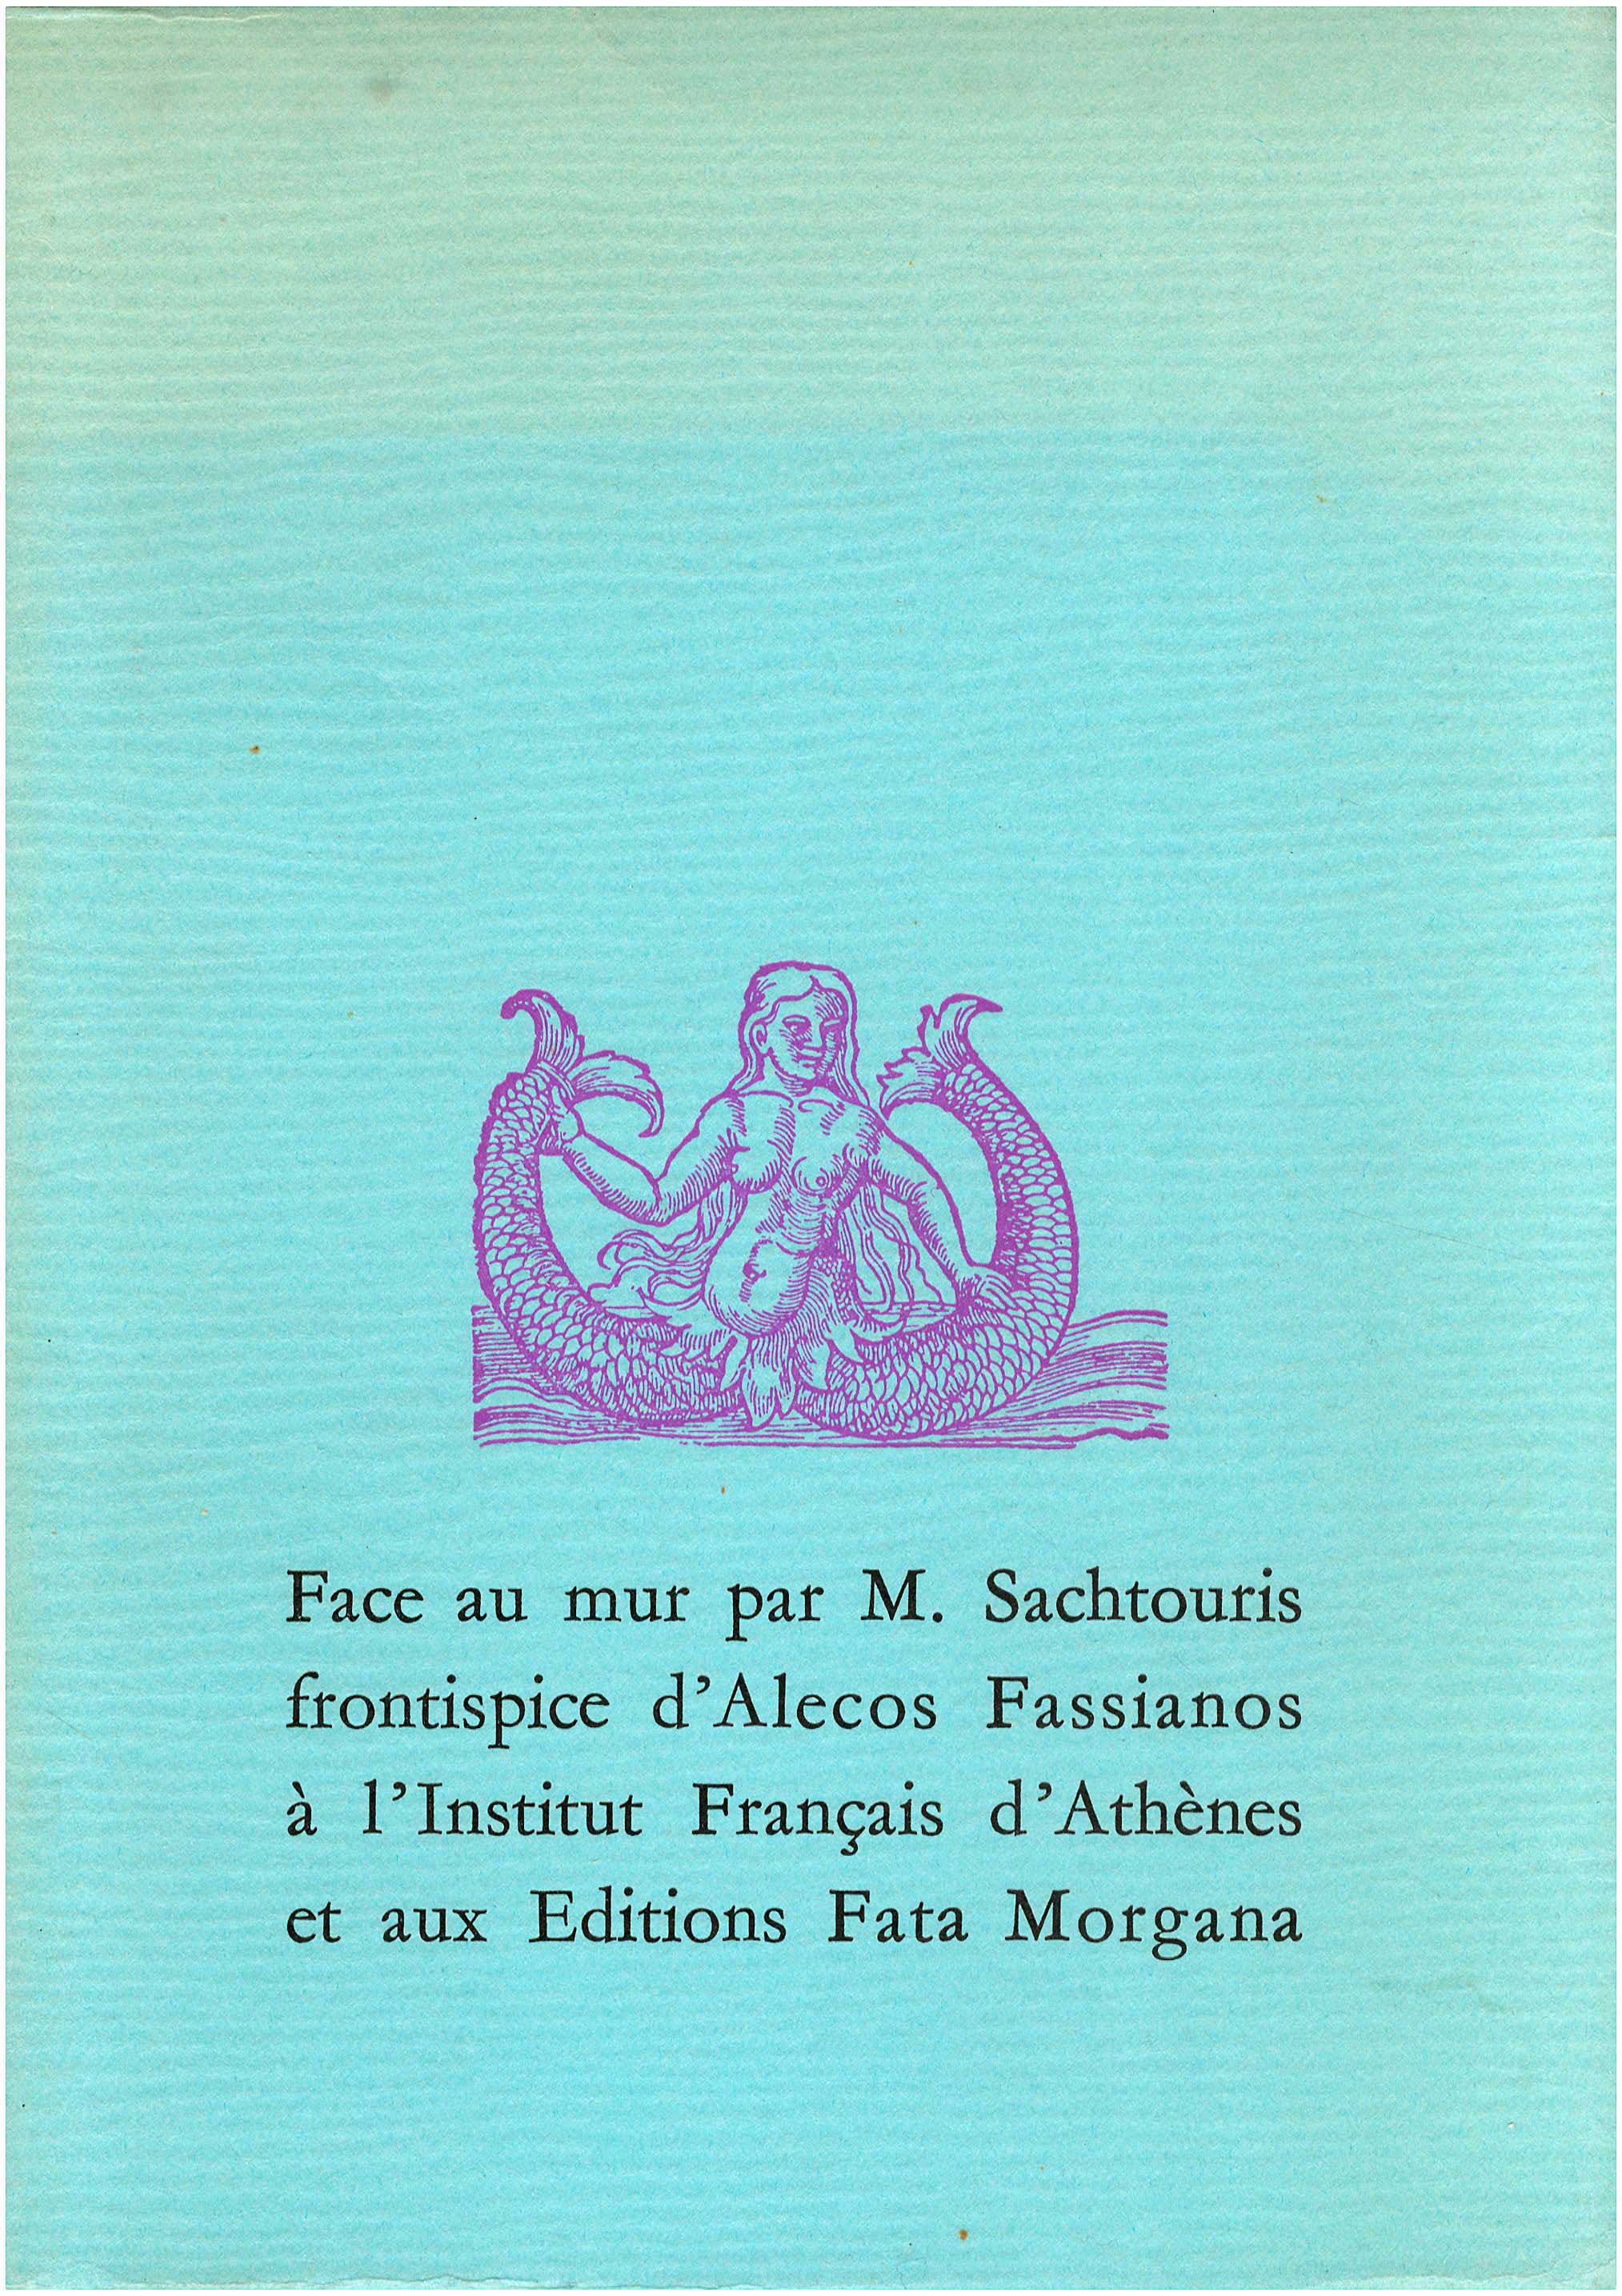 Face au mur par M. Sachtouris
frontispice d’Alecos Fassianos
à l’Institut Français d’Athènes
et aux Editions Fata Morgana